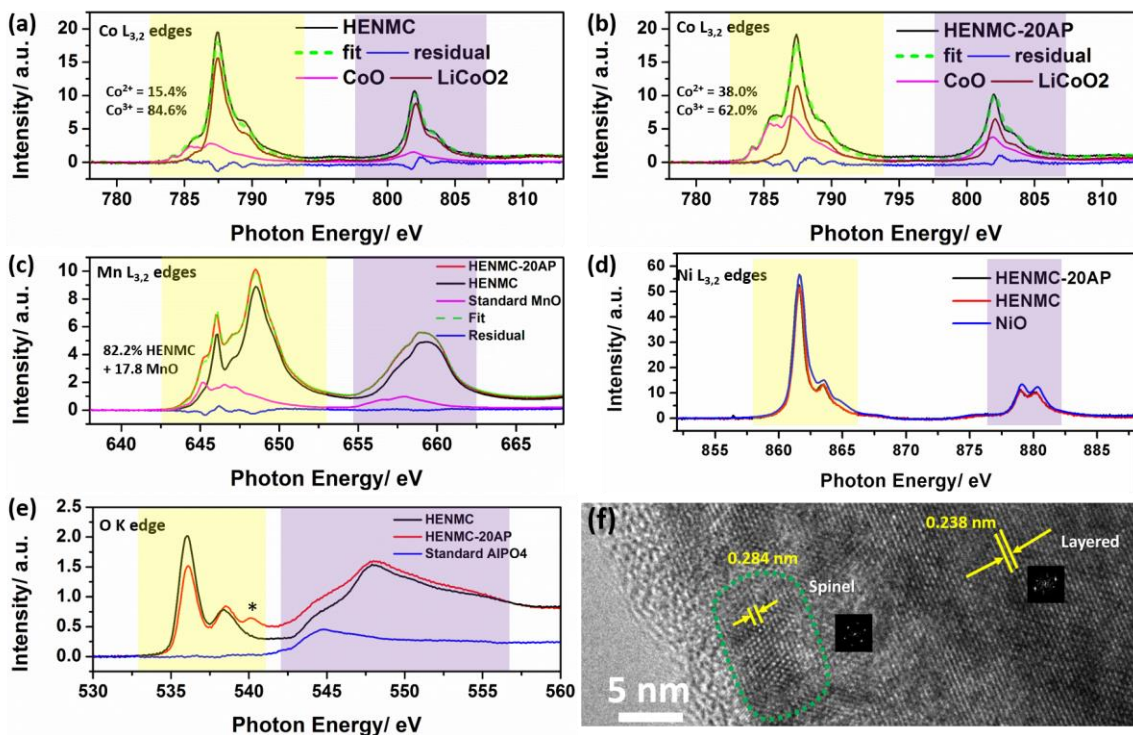 (a)
Co L3,2 edges
HENMC
fit residual
CoO LiCoO2
Co2+ = 15.4%
Co3+ = 84.6%
Intensity/ a.u.
20
15
10
5
0
780 785 790 795 800 805 810
Photon Energy/ eV
(b)
Co L3,2 edges
HENMC-20AP
fit residual
CoO LiCoO2
Co2+ = 38.0%
Co3+ = 62.0%
Intensity/ a.u.
20
15
10
5
0
780 785 790 795 800 805 810
Photon Energy/ eV
(c)
Mn L3,2 edges
HENMC-20AP
HENMC
Standard MnO
Fit
Residual
82.2% HENMC
+ 17.8 MnO
Intensity/ a.u.
10
8
6
4
2
0
640 645 650 655 660 665
Photon Energy/ eV
(d)
Ni L3,2 edges
HENMC-20AP
HENMC
NiO
Intensity/ a.u.
60
50
40
30
20
10
0
855 860 865 870 875 880 885
Photon Energy/ eV
(e)
O K edge
HENMC
HENMC-20AP
Standard AlPO4
*
Intensity/ a.u.
2.5
2.0
1.5
1.0
0.5
0.0
530 535 540 545 550 555 560
Photon Energy/ eV
(f)
0.238 nm
Layered
0.284 nm
Spinel
5 nm